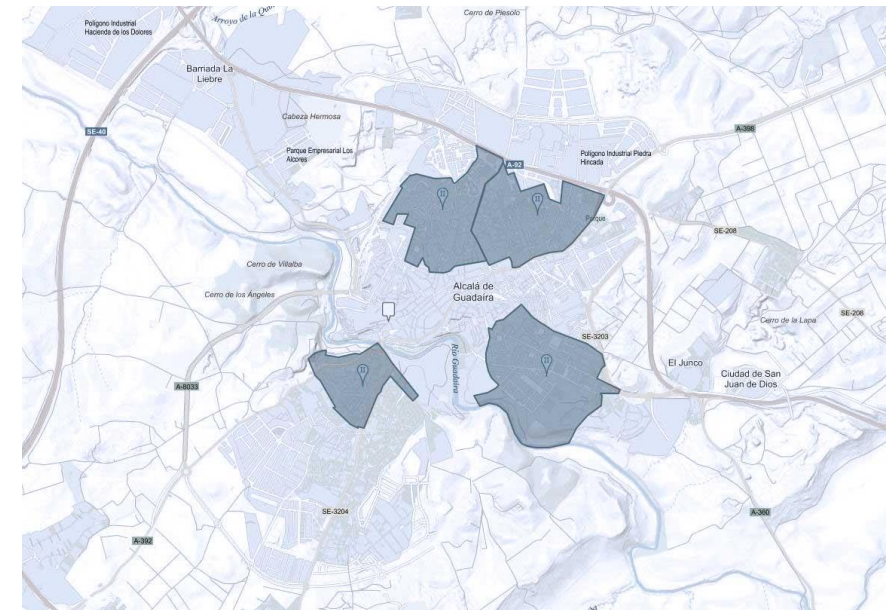 Cerro de Piesolo
Arroyo de la Quin
Polígono Industrial
Hacienda de los Dolores
Barriada La
Liebre
Cabeza Hermosa
SE-40
A-398
Parque Empresarial Los
Alcores
A-92
Polígono Industrial Piedra
Hincada
Parque
SE-208
Cerro de Villalba
Alcalá de
Guadaira
Cerro de los Angeles
SE-208
Cerro de la Lapa
SE-3203
Río Guadaira
El Junco
Ciudad de San
Juan de Dios
A-8033
SE-3204
A-360
A-392